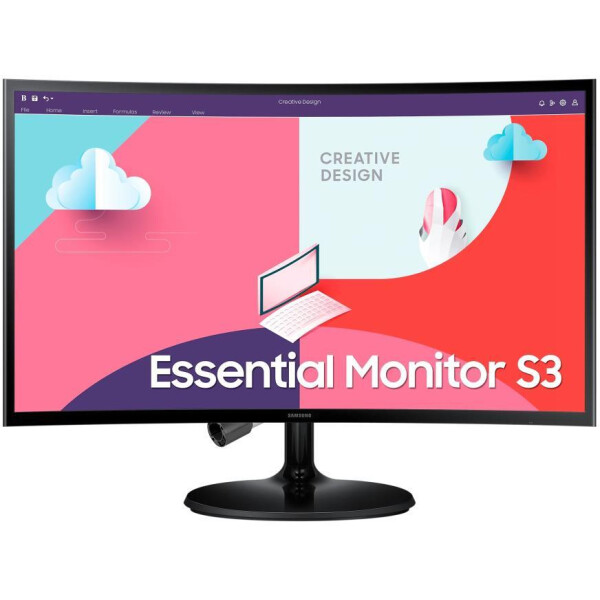 B
Creative Design
File Home Insert Formulas Review View
CREATIVE
DESIGN
Essential Monitor S3
SAMSUNG